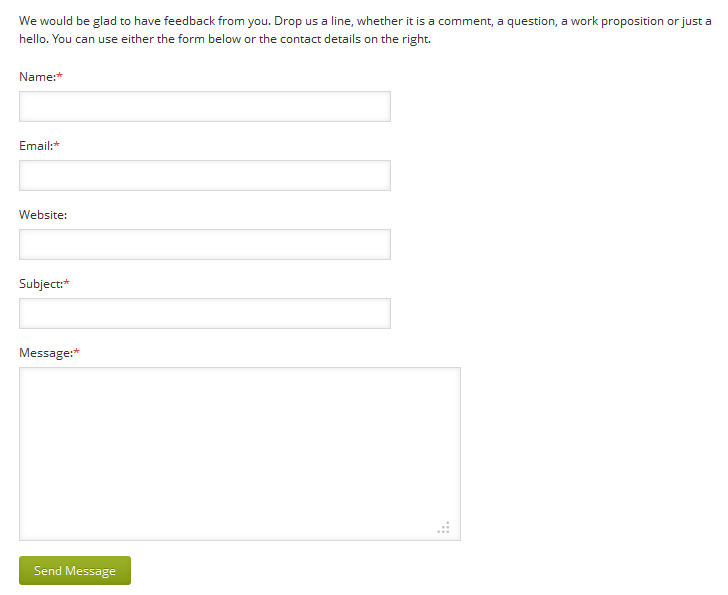 We would be glad to have feedback from you. Drop us a line, whether it is a comment, a question, a work proposition or just a
hello. You can use either the form below or the contact details on the right.
Name:*
Email:*
Website:
Subject:*
Message:*
Send Message